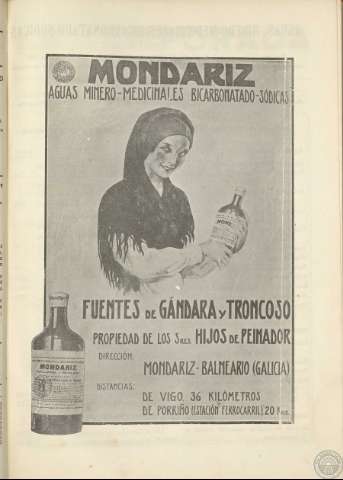 MONDARIZ
AGUAS MINERO-MEDICINALES BICARBONATADO-SÓDICAS
FUENTES DE GÁNDARA Y TRONCOSO
PROPIEDAD DE LOS SRES. HIJOS DE PEINADOR
DIRECCIÓN:
MONDARIZ-BALNEARIO (GALICIA)
DISTANCIAS:
DE VIGO, 36 KILÓMETROS
DE PORRIÑO (ESTACIÓN FERROCARRIL) 20
MONDARIZ